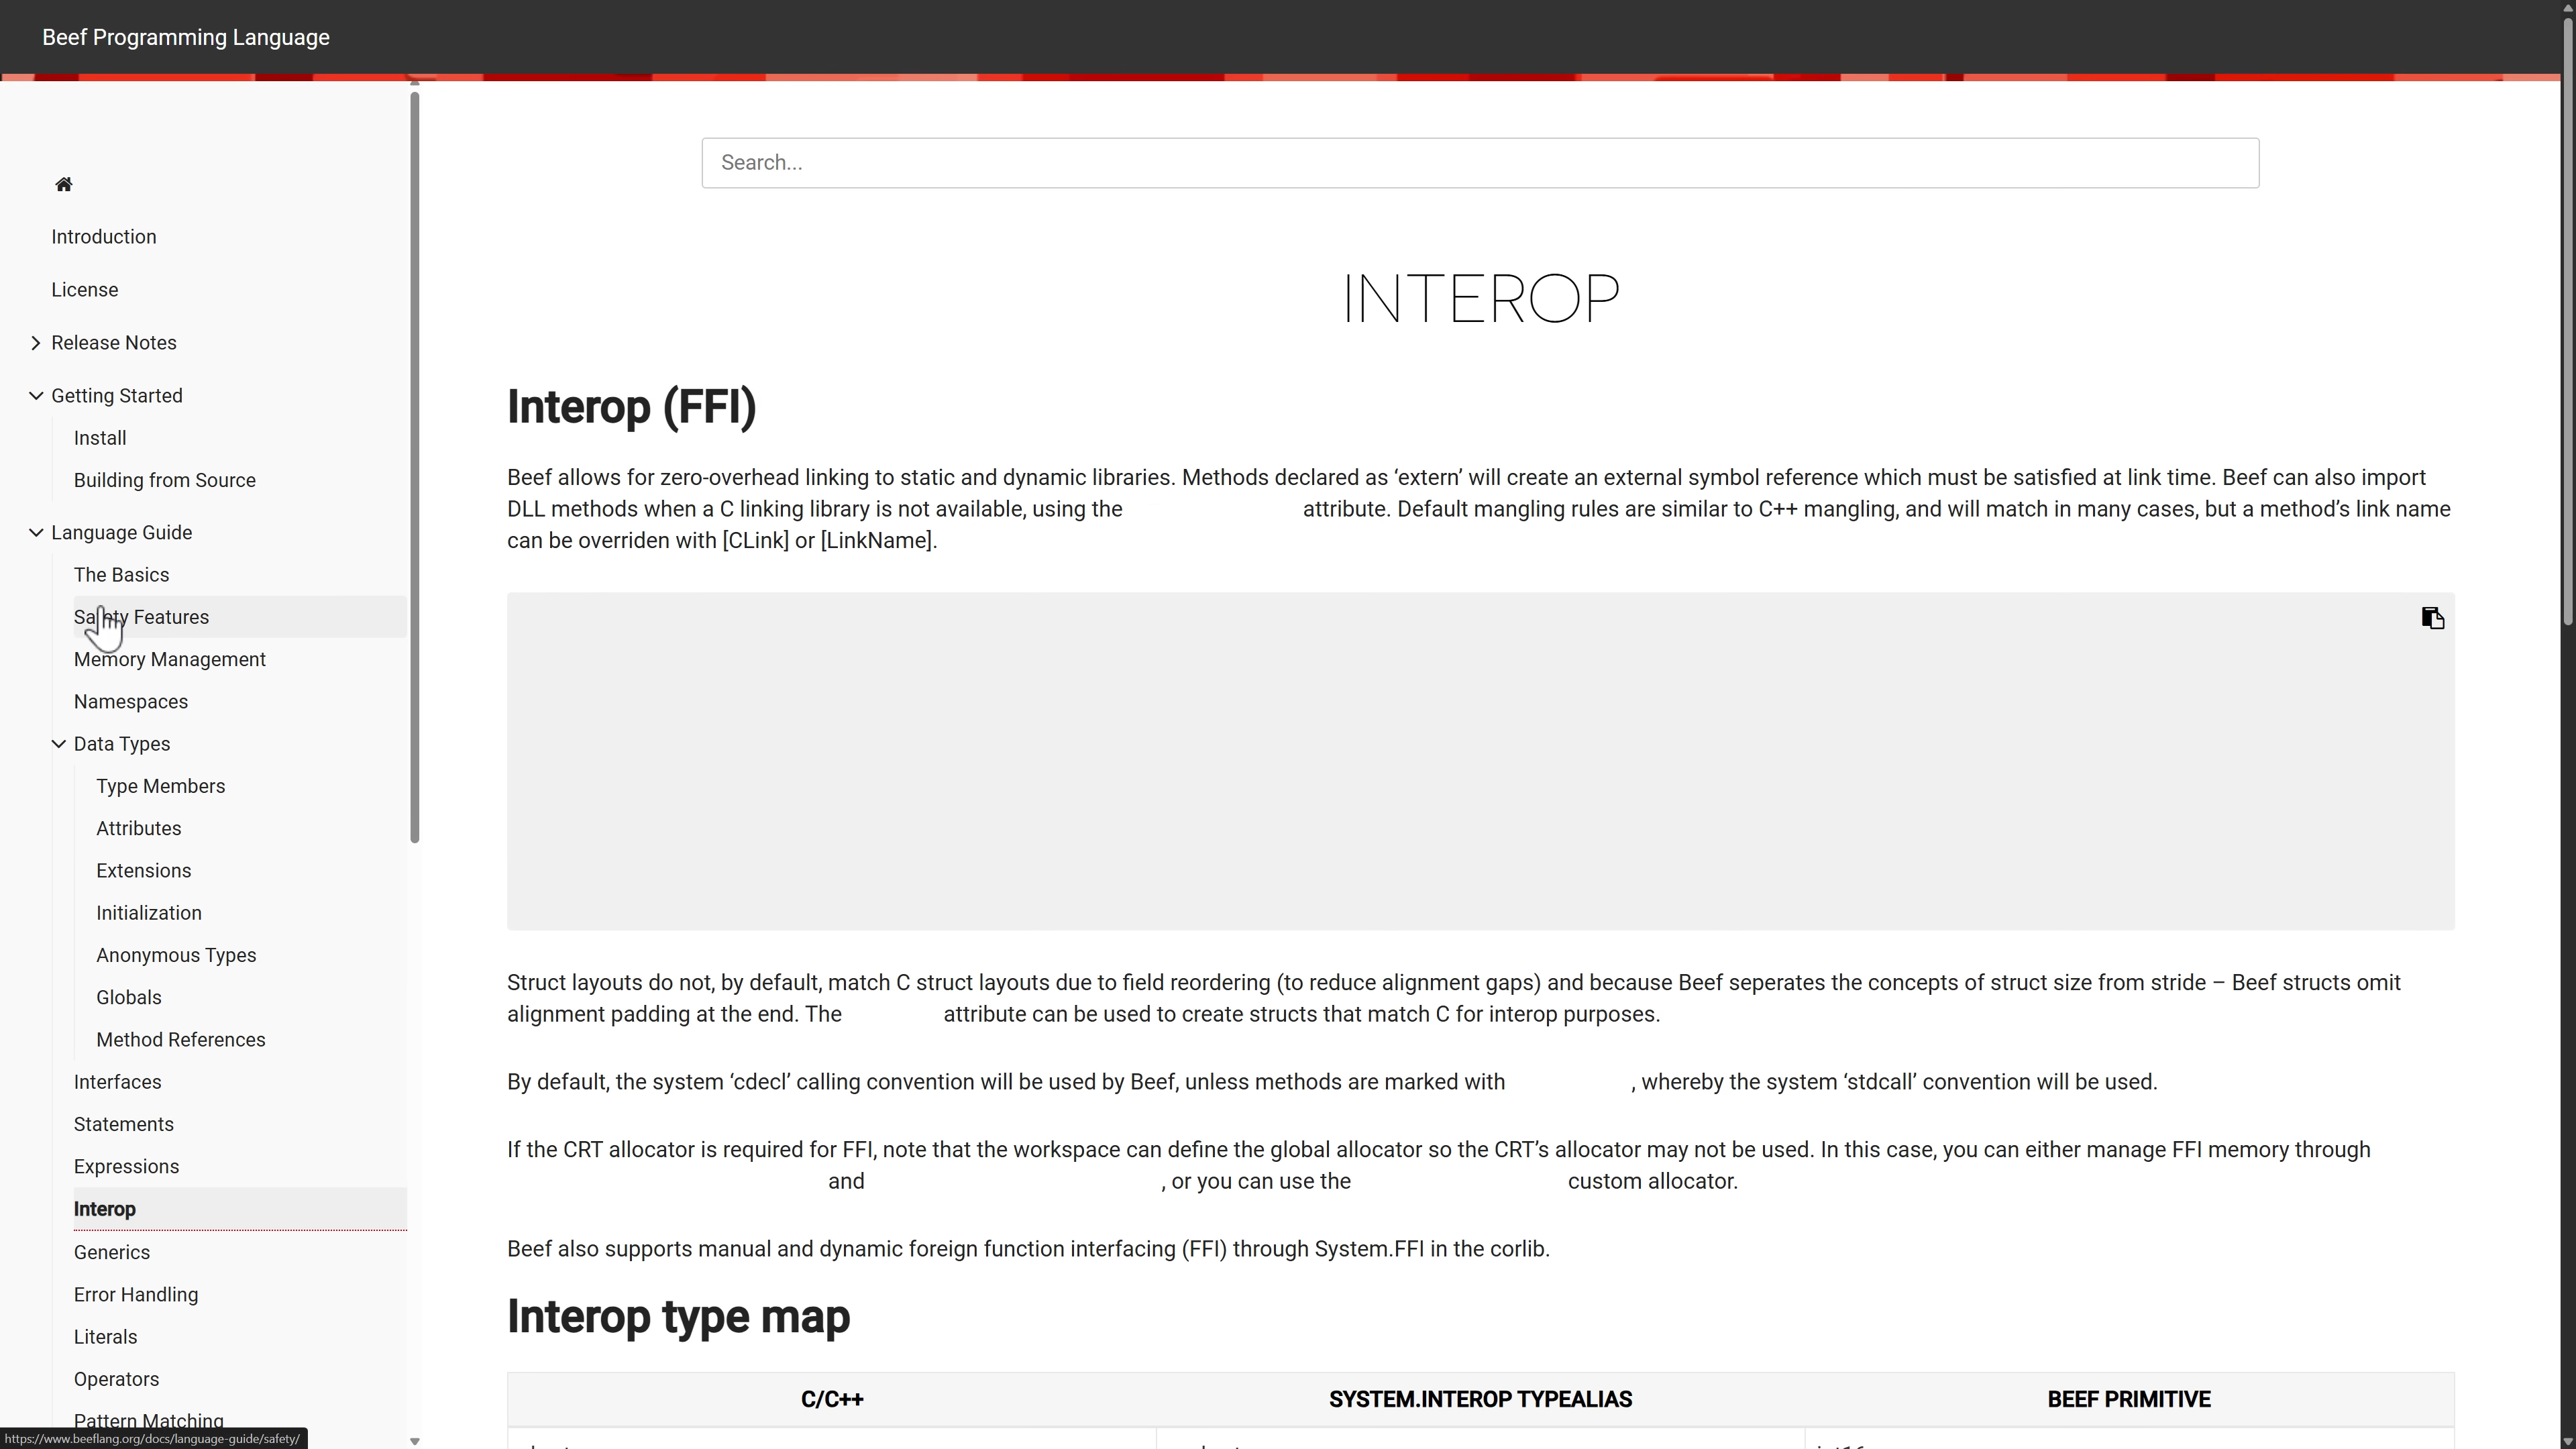 Beef Programming Language
Search...
Introduction
License
Release Notes
Getting Started
Install
Building from Source
Language Guide
The Basics
Safety Features
Memory Management
Namespaces
Data Types
Type Members
Attributes
Extensions
Initialization
Anonymous Types
Globals
Method References
Interfaces
Statements
Expressions
Interop
Generics
Error Handling
Literals
Operators
Pattern Matching
https://www.beeflang.org/docs/language-guide/safety/
INTEROP
Interop (FFI)
Beef allows for zero-overhead linking to static and dynamic libraries. Methods declared as ‘extern’ will create an external symbol reference which must be satisfied at link time. Beef can also import
DLL methods when a C linking library is not available, using the attribute. Default mangling rules are similar to C++ mangling, and will match in many cases, but a method’s link name
can be overriden with [CLink] or [LinkName].
Struct layouts do not, by default, match C struct layouts due to field reordering (to reduce alignment gaps) and because Beef seperates the concepts of struct size from stride – Beef structs omit
alignment padding at the end. The attribute can be used to create structs that match C for interop purposes.
By default, the system ‘cdecl’ calling convention will be used by Beef, unless methods are marked with , whereby the system ‘stdcall’ convention will be used.
If the CRT allocator is required for FFI, note that the workspace can define the global allocator so the CRT’s allocator may not be used. In this case, you can either manage FFI memory through
and , or you can use the custom allocator.
Beef also supports manual and dynamic foreign function interfacing (FFI) through System.FFI in the corlib.
Interop type map
C/C++ SYSTEM.INTEROP TYPEALIAS BEEF PRIMITIVE